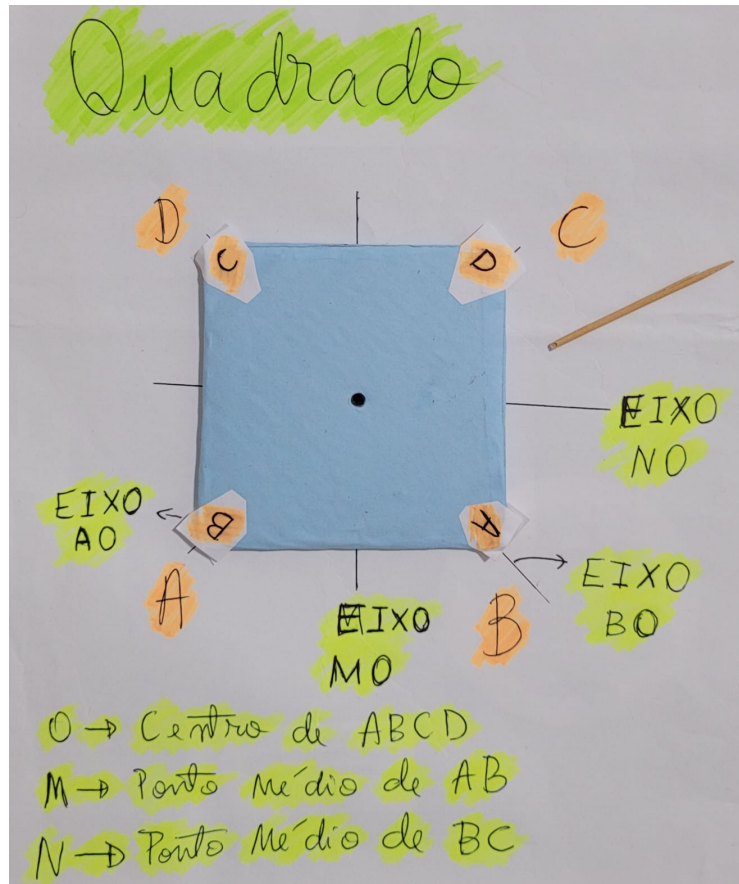 Quadrado
D
C
C
D
EIXO
NO
EIXO
AO
B
A
EIXO
BO
A
EIXO
MO
B
O → Centro de ABCD
M → Ponto Médio de AB
N → Ponto Médio de BC